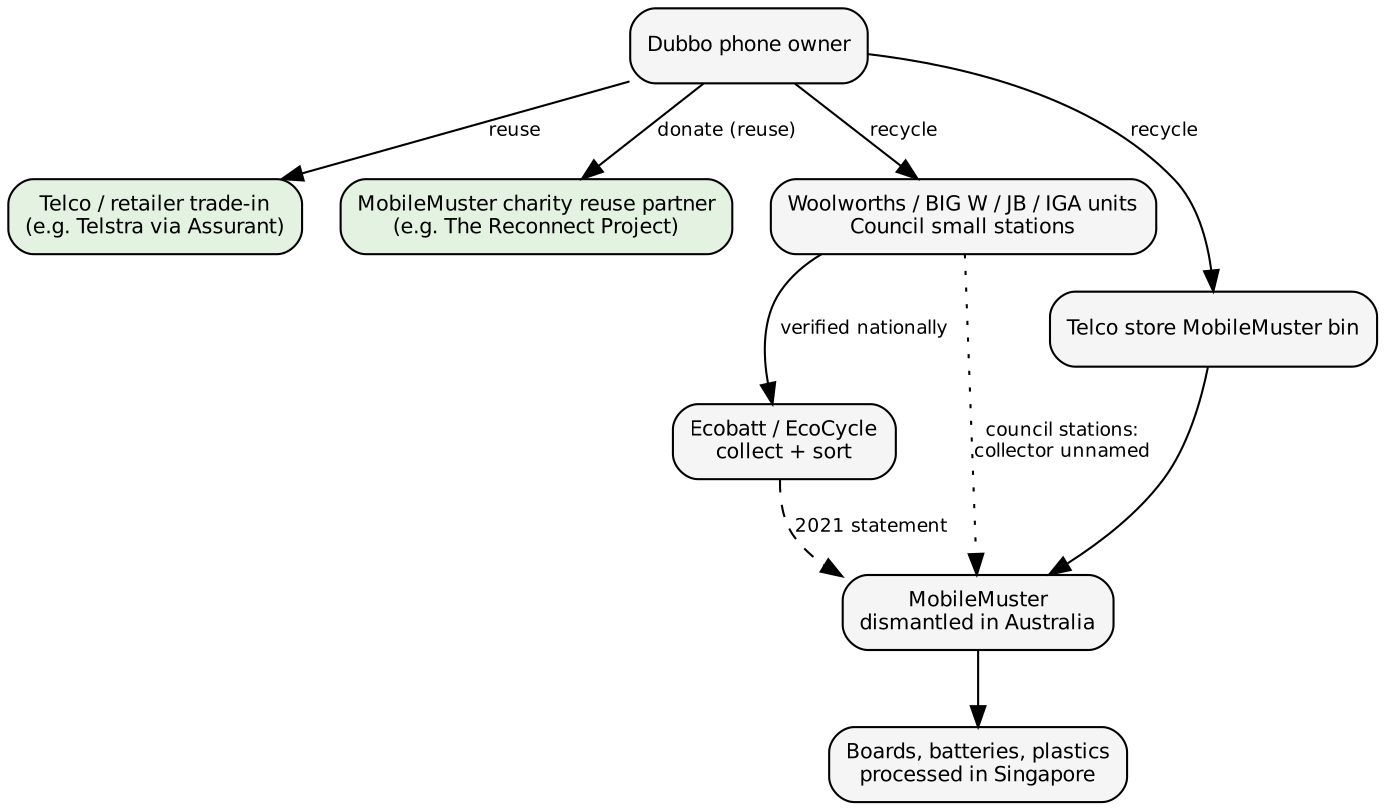 Dubbo phone owner
reuse
donate (reuse)
recycle
recycle
Telco / retailer trade-in
(e.g. Telstra via Assurant)
MobileMuster charity reuse partner
(e.g. The Reconnect Project)
Woolworths / BIG W / JB / IGA units
Council small stations
verified nationally
Telco store MobileMuster bin
Ecobatt / EcoCycle
collect + sort
council stations:
collector unnamed
2021 statement
MobileMuster
dismantled in Australia
Boards, batteries, plastics
processed in Singapore